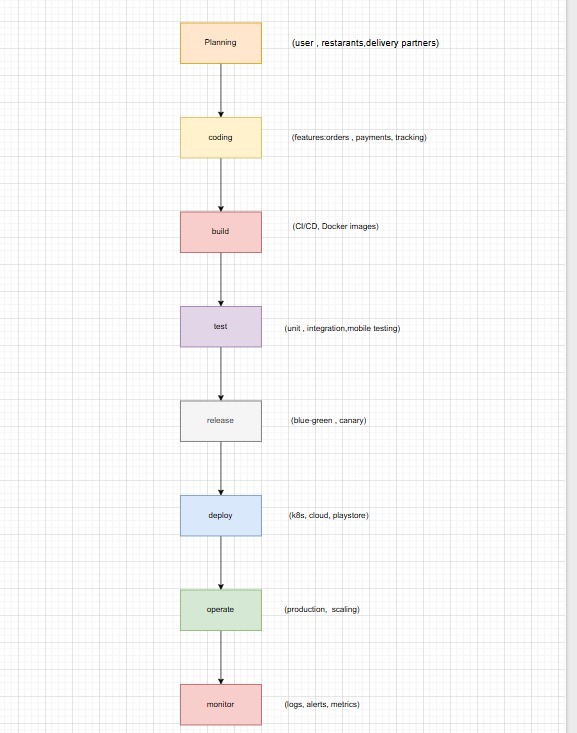 Planning (user , restarants,delivery partners)
coding (features:orders , payments, tracking)
build (CI/CD, Docker images)
test (unit , integration,mobile testing)
release (blue-green , canary)
deploy (k8s, cloud, playstore)
operate (production,  scaling)
monitor (logs, alerts, metrics)